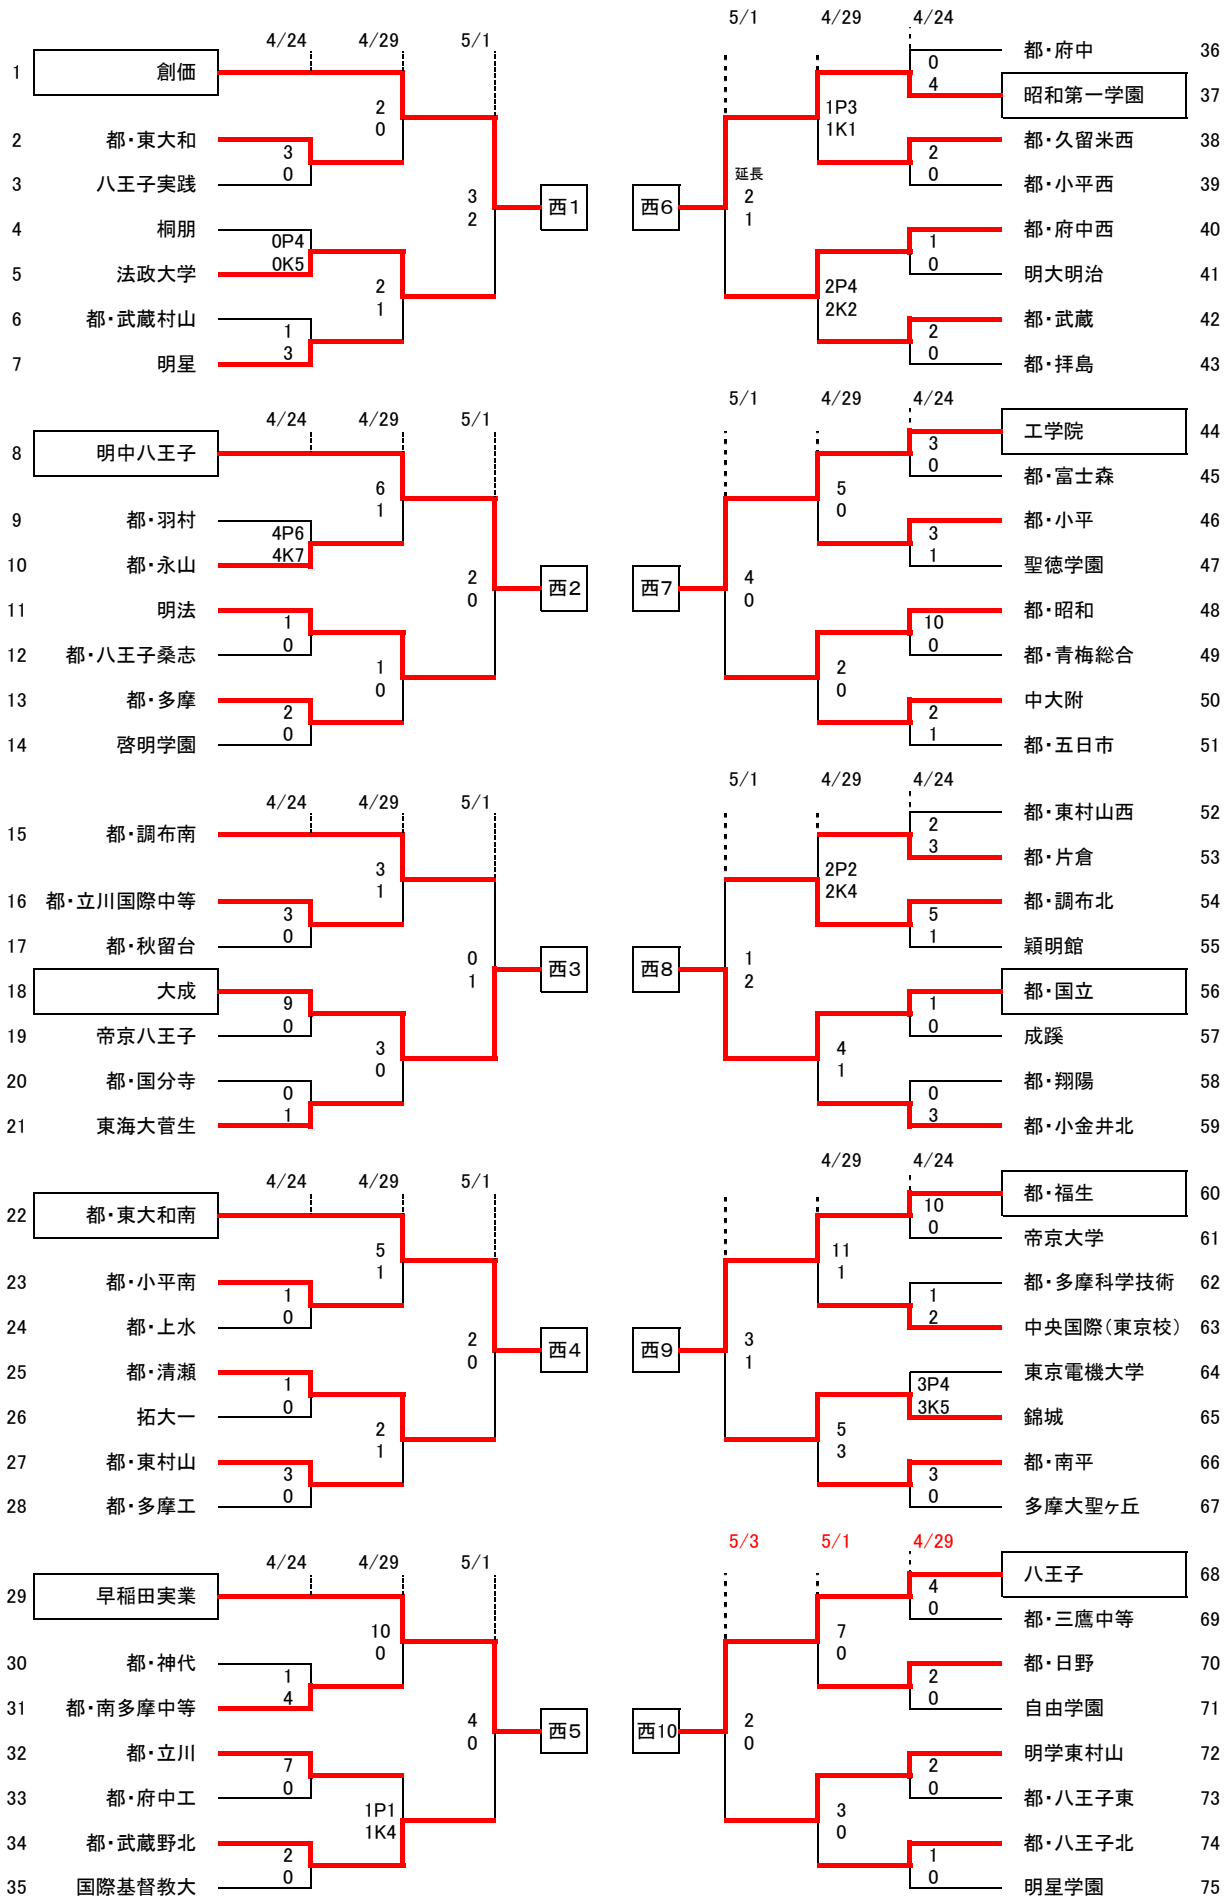 4/24 4/29 5/1
1 創価
2 0
2 都・東大和
3 0
3 八王子実践
3 2 西1
4 桐朋
0P4 0K5
5 法政大学
2 1
6 都・武蔵村山
1 3
7 明星
4/24 4/29 5/1
8 明中八王子
6 1
9 都・羽村
4P6 4K7
10 都・永山
2 0 西2
11 明法
1 0
12 都・八王子桑志
1 0
13 都・多摩
2 0
14 啓明学園
4/24 4/29 5/1
15 都・調布南
3 1
16 都・立川国際中等
3 0
17 都・秋留台
0 1 西3
18 大成
9 0
19 帝京八王子
3 0
20 都・国分寺
0 1
21 東海大菅生
4/24 4/29 5/1
22 都・東大和南
5 1
23 都・小平南
1 0
24 都・上水
2 0 西4
25 都・清瀬
1 0
26 拓大一
2 1
27 都・東村山
3 0
28 都・多摩工
4/24 4/29 5/1
29 早稲田実業
10 0
30 都・神代
1 4
31 都・南多摩中等
4 0 西5
32 都・立川
7 0
33 都・府中工
1P1 1K4
34 都・武蔵野北
2 0
35 国際基督教大
5/1 4/29 4/24
都・府中 36
0 4
昭和第一学園 37
1P3 1K1
都・久留米西 38
2 0
都・小平西 39
西6 延長 2 1
都・府中西 40
1 0
明大明治 41
2P4 2K2
都・武蔵 42
2 0
都・拝島 43
5/1 4/29 4/24
工学院 44
3 0
都・富士森 45
5 0
都・小平 46
3 1
聖徳学園 47
西7 4 0
都・昭和 48
10 0
都・青梅総合 49
2 0
中大附 50
2 1
都・五日市 51
5/1 4/29 4/24
都・東村山西 52
2 3
都・片倉 53
2P2 2K4
都・調布北 54
5 1
穎明館 55
西8 1 2
都・国立 56
1 0
成蹊 57
4 1
都・翔陽 58
0 3
都・小金井北 59
4/29 4/24
都・福生 60
10 0
帝京大学 61
11 1
都・多摩科学技術 62
1 2
中央国際（東京校） 63
西9 3 1
東京電機大学 64
3P4 3K5
錦城 65
5 3
都・南平 66
3 0
多摩大聖ヶ丘 67
5/3 5/1 4/29
八王子 68
4 0
都・三鷹中等 69
7 0
都・日野 70
2 0
自由学園 71
西10 2 0
明学東村山 72
2 0
都・八王子東 73
3 0
都・八王子北 74
1 0
明星学園 75